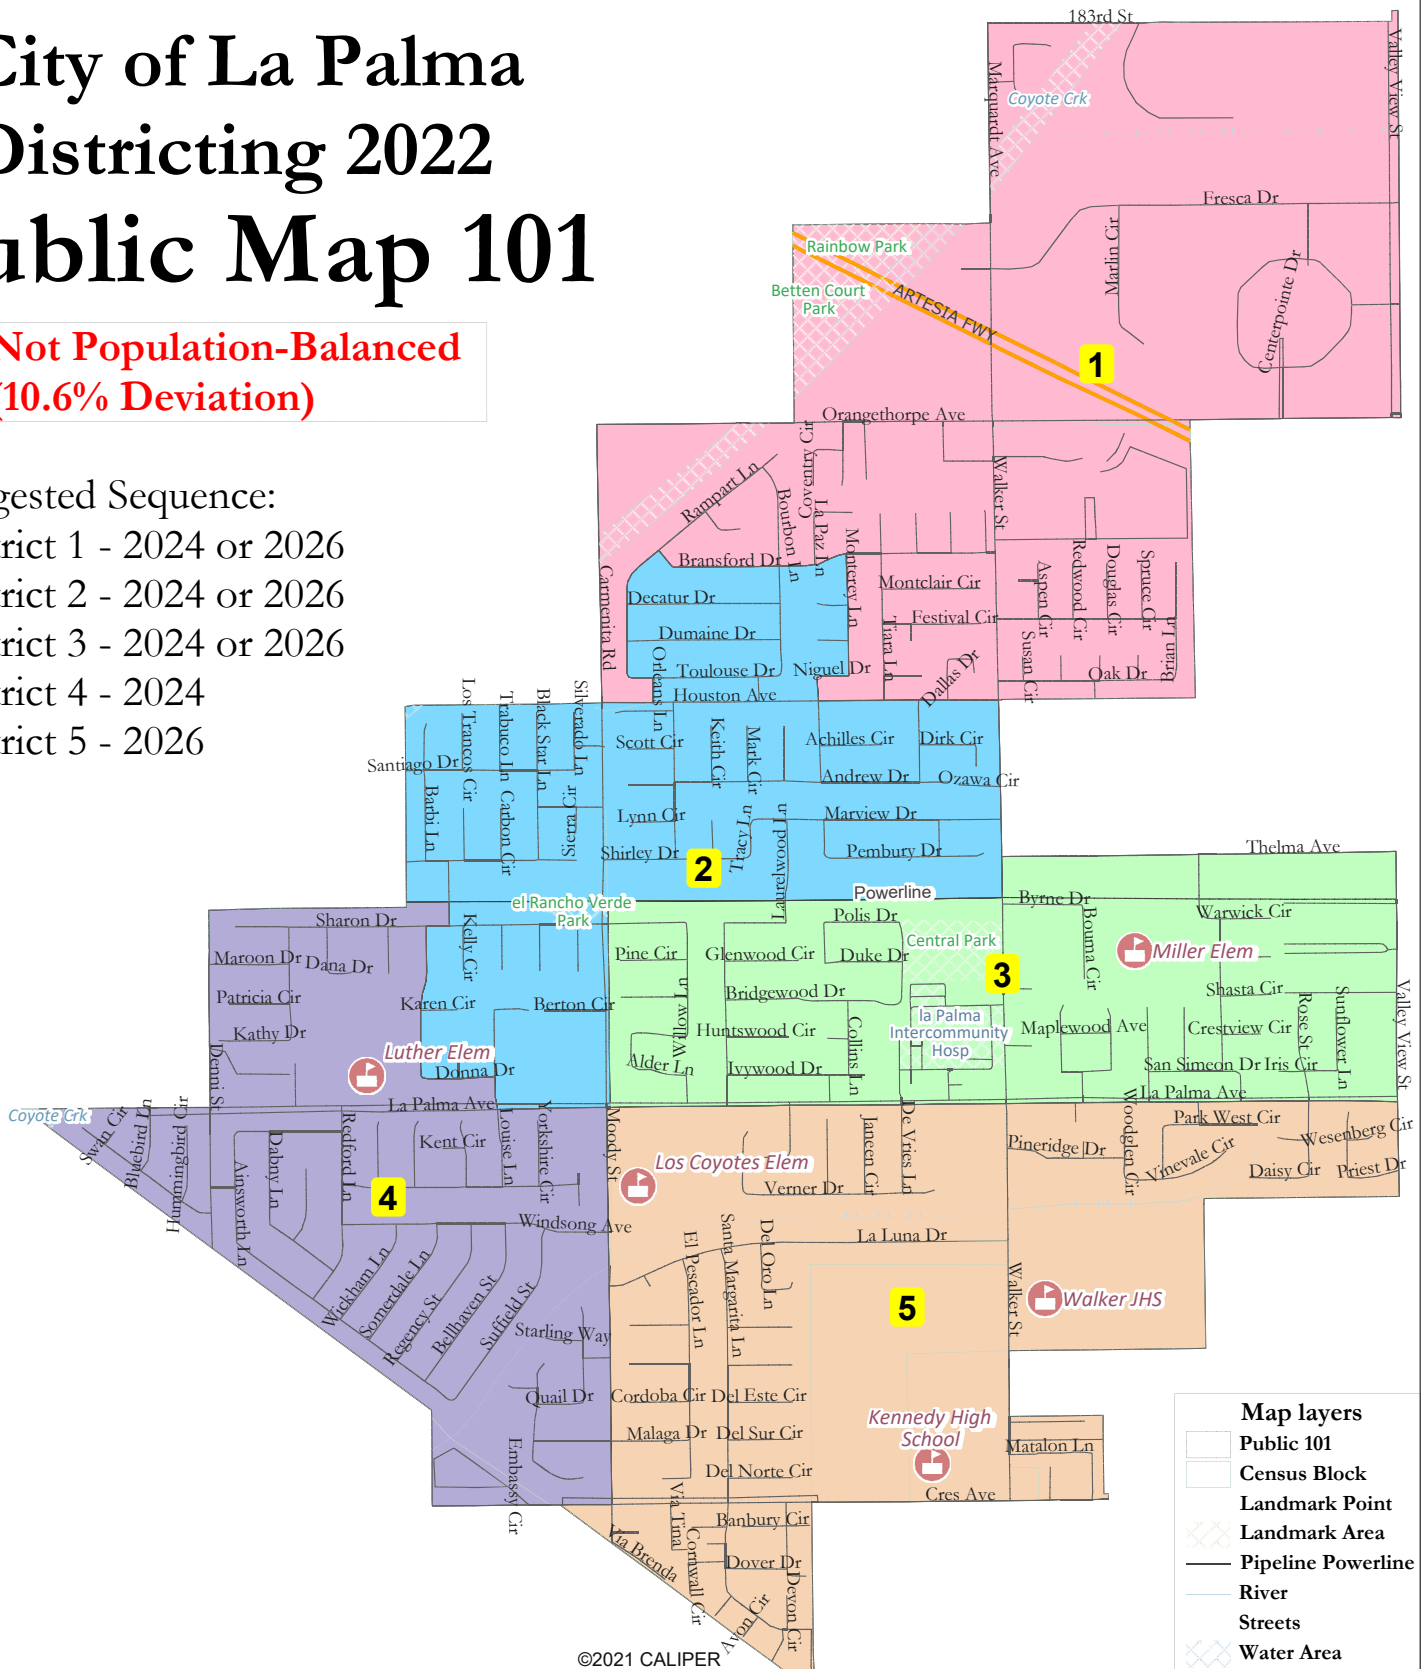 City of La Palma
Districting 2022
ublic Map 101
Not Population-Balanced
(10.6% Deviation)
gested Sequence:
rict 1 - 2024 or 2026
rict 2 - 2024 or 2026
rict 3 - 2024 or 2026
rict 4 - 2024
rict 5 - 2026
183rd St
Valley View St
Marquardt Ave
Coyote Crk
Fresca Dr
Marlin Cir
Centerpointe Dr
Rainbow Park
Betten Court
Park
ARTESIA FWY
1
Orangethorpe Ave
Coventry Cir
Rampart Ln
Bourbon Ln
La Paz Ln
Walker St
Monterey Ln
Bransford Dr
Carmenita Rd
Montclair Cir
Aspen Cir
Redwood Cir
Douglas Cir
Spruce Cir
Decatur Dr
Festival Cir
Dumaine Dr
Tiara Ln
Susan Cir
Brian Ln
Orleans Ln
Toulouse Dr
Niguel Dr
Dallas Dr
Oak Dr
Houston Ave
Los Trancos Cir
Trabuco Ln
Black Star Ln
Silverado Ln
Scott Cir
Keith Cir
Mark Cir
Achilles Cir
Dirk Cir
Santiago Dr
Andrew Dr
Ozawa Cir
Barbi Ln
Carbon Cir
Sierra Cir
Lynn Cir
Tracy Ln
Laurelwood Ln
Marview Dr
Shirley Dr
Pembury Dr
2
Thelma Ave
Powerline
el Rancho Verde
Park
Byrne Dr
Sharon Dr
Kelly Cir
Polis Dr
Bouma Cir
Warwick Cir
Central Park
Miller Elem
Maroon Dr
Dana Dr
Pine Cir
Glenwood Cir
Duke Dr
3
Patricia Cir
Karen Cir
Berton Cir
Willow Ln
Bridgewood Dr
Shasta Cir
Rose St
Sunflower Ln
Valley View St
Kathy Dr
Huntswood Cir
Collins Ln
la Palma
Intercommunity
Hosp
Maplewood Ave
Crestview Cir
Luther Elem
Denni St
Donna Dr
Alder Ln
Ivywood Dr
San Simeon Dr
Iris Cir
La Palma Ave
La Palma Ave
Coyote Crk
Swan Cir
Bluebird Ln
Hummingbird Cir
Redford Ln
Kent Cir
Louise Ln
Yorkshire Cir
Moody St
Janeen Cir
De Vries Ln
Woodglen Cir
Park West Cir
Pineridge Dr
Vinevale Cir
Wesenberg Cir
Daisy Cir
Priest Dr
Ainsworth Ln
Dabny Ln
Los Coyotes Elem
Verner Dr
4
Windsong Ave
El Pescador Ln
Santa Margarita Ln
Del Oro Ln
La Luna Dr
Wickham Ln
Somerdale Ln
Regency St
Bellhaven St
Suffield St
Walker St
Walker JHS
5
Starling Way
Quail Dr
Cordoba Cir
Del Este Cir
Kennedy High
School
Malaga Dr
Del Sur Cir
Matalon Ln
Embassy Cir
Del Norte Cir
Cres Ave
Via Tina
Banbury Cir
Via Brenda
Cornwall Cir
Dover Dr
Devon Cir
Avon Cir
©2021 CALIPER
Map layers
Public 101
Census Block
Landmark Point
Landmark Area
Pipeline Powerline
River
Streets
Water Area